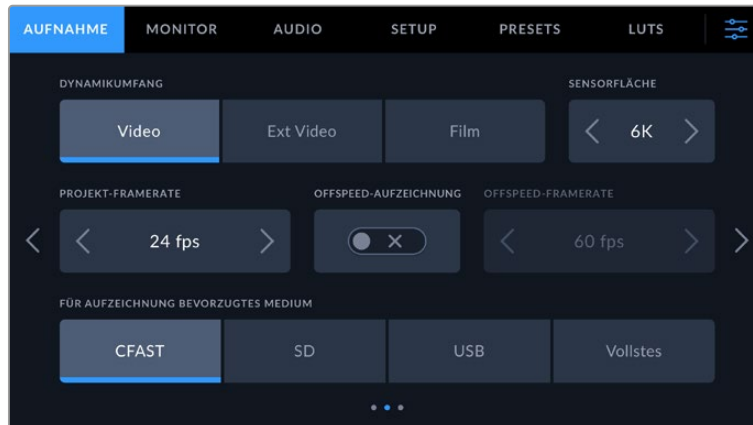 AUFNAHME MONITOR AUDIO SETUP PRESETS LUTS
DYNAMIKUMFANG SENSORFLÄCHE
Video Ext Video Film 6K
PROJEKT-FRAMERATE OFFSPEED-AUFZEICHNUNG OFFSPEED-FRAMERATE
24 fps 60 fps
FÜR AUFZEICHNUNG BEVORZUGTES MEDIUM
CFAST SD USB Vollstes